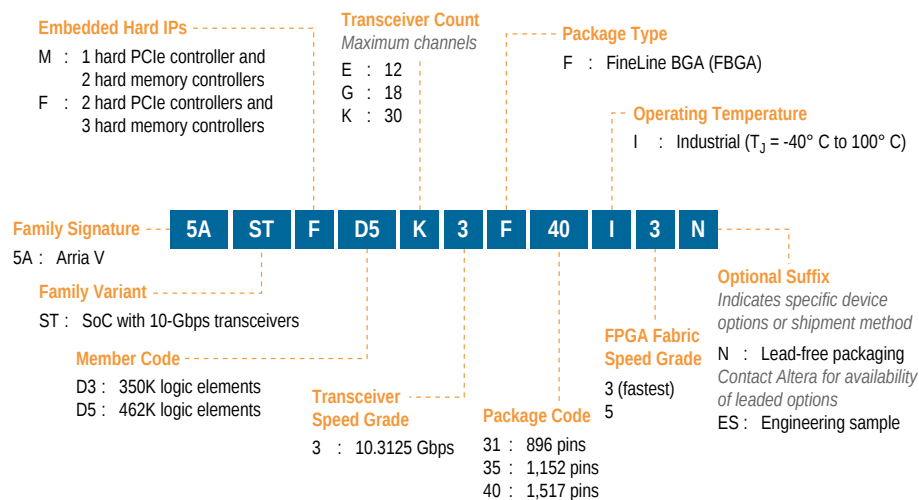 Embedded Hard IPs
M : 1 hard PCIe controller and
2 hard memory controllers
F : 2 hard PCIe controllers and
3 hard memory controllers
Transceiver Count
Maximum channels
E : 12
G : 18
K : 30
Package Type
F : FineLine BGA (FBGA)
Operating Temperature
I : Industrial (TJ = -40° C to 100° C)
5A ST F D5 K 3 F 40 I 3 N
Family Signature
5A : Arria V
Family Variant
ST : SoC with 10-Gbps transceivers
Member Code
D3 : 350K logic elements
D5 : 462K logic elements
Transceiver
Speed Grade
3 : 10.3125 Gbps
Package Code
31 : 896 pins
35 : 1,152 pins
40 : 1,517 pins
FPGA Fabric
Speed Grade
3 (fastest)
5
Optional Suffix
Indicates specific device
options or shipment method
N : Lead-free packaging
Contact Altera for availability
of leaded options
ES : Engineering sample